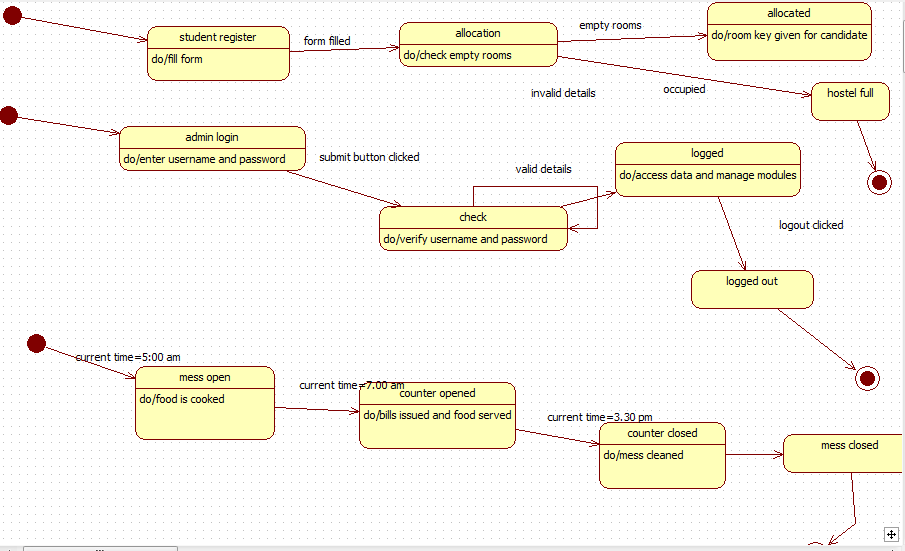 student register
do/fill form
form filled
allocation
do/check empty rooms
empty rooms
allocated
do/room key given for candidate
invalid details
occupied
hostel full
admin login
do/enter username and password
submit button clicked
valid details
check
do/verify username and password
logged
do/access data and manage modules
logout clicked
logged out
current time=5:00 am
mess open
do/food is cooked
current time=7.00 am
counter opened
do/bills issued and food served
current time=3.30 pm
counter closed
do/mess cleaned
mess closed